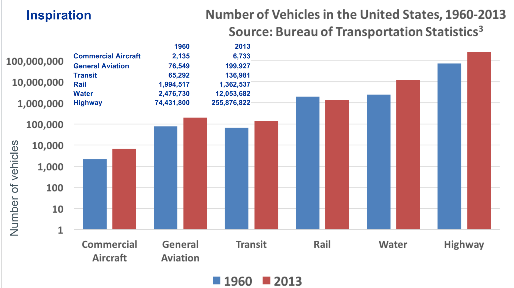 Inspiration
Number of Vehicles in the United States, 1960-2013
Source: Bureau of Transportation Statistics³
1960 2013
Commercial Aircraft 2,135 6,733
General Aviation 76,549 199,927
Transit 65,292 136,981
Rail 1,994,517 1,362,537
Water 2,476,730 12,053,682
Highway 74,431,800 255,876,822
100,000,000
10,000,000
1,000,000
100,000
10,000
1,000
100
10
1
Number of vehicles
Commercial Aircraft
General Aviation
Transit
Rail
Water
Highway
1960 2013